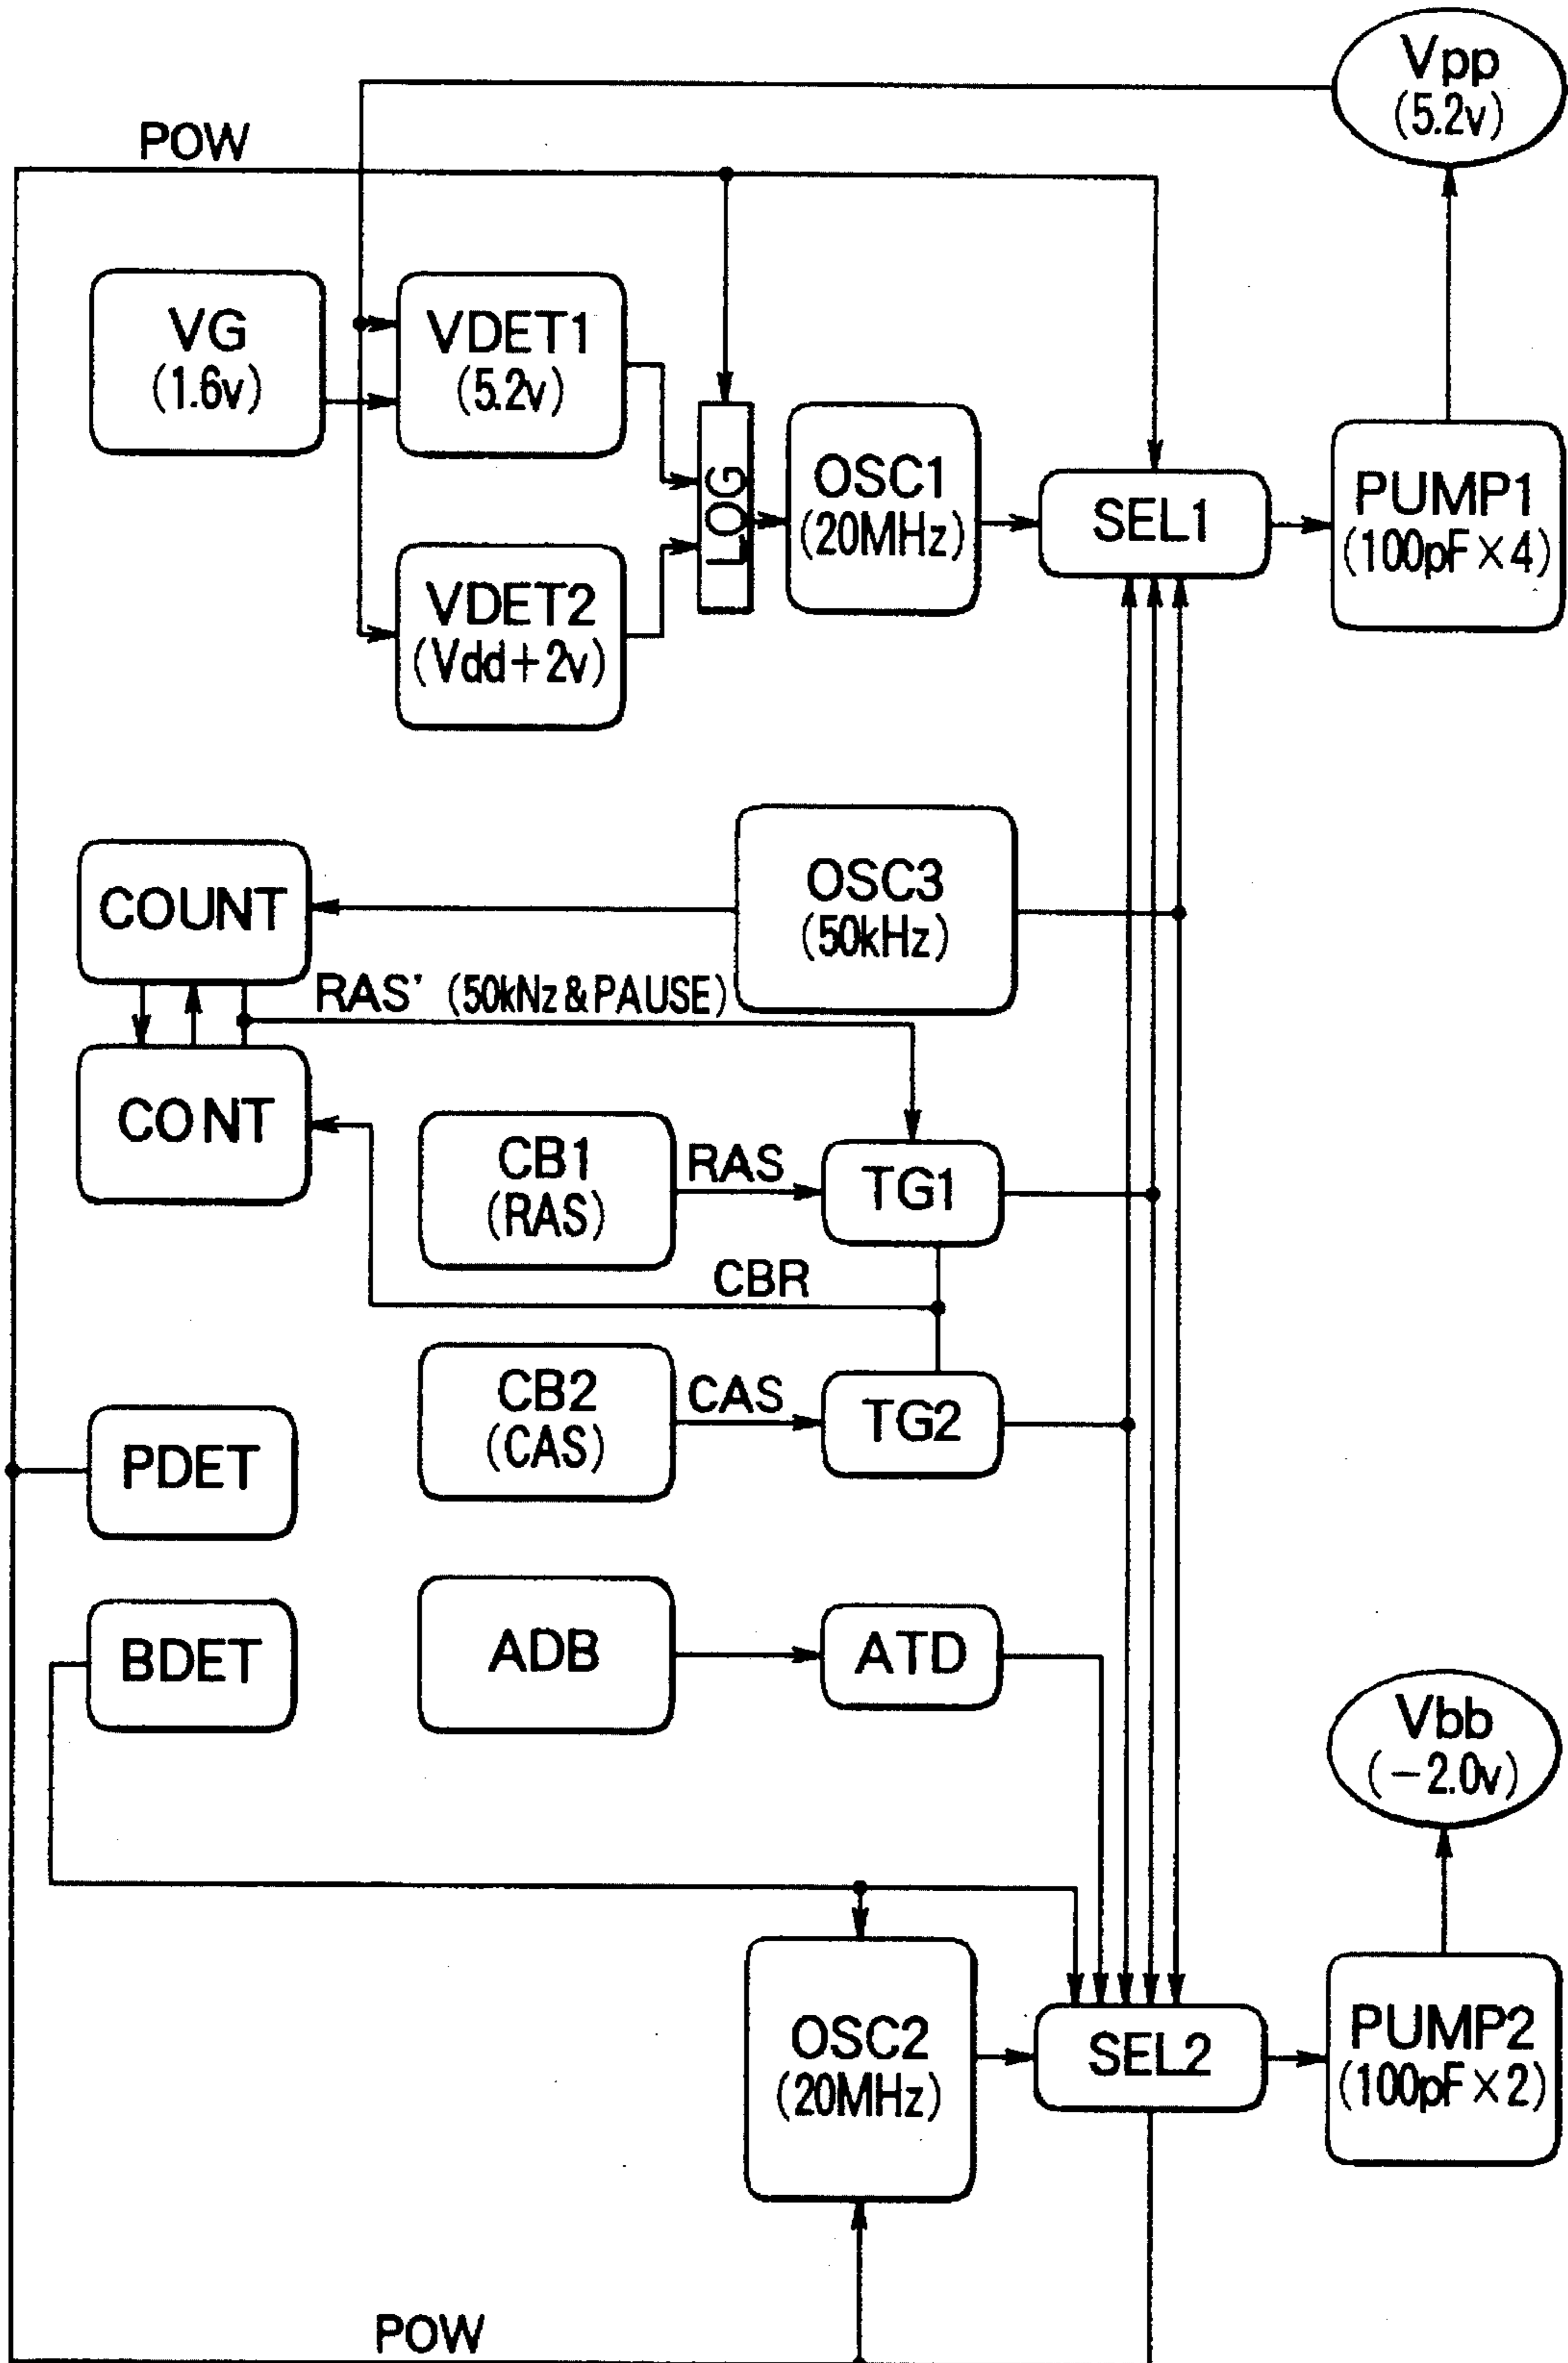 Vpp
(5.2v)
POW
VG
(1.6v)
VDET1
(5.2v)
LOG
OSC1
(20MHz)
SEL1
PUMP1
(100pF×4)
VDET2
(Vdd+2v)
COUNT
OSC3
(50kHz)
RAS' (50kNz&PAUSE)
CONT
CB1
(RAS)
RAS
TG1
CBR
CB2
(CAS)
CAS
TG2
PDET
BDET
ADB
ATD
Vbb
(-2.0v)
OSC2
(20MHz)
SEL2
PUMP2
(100pF×2)
POW